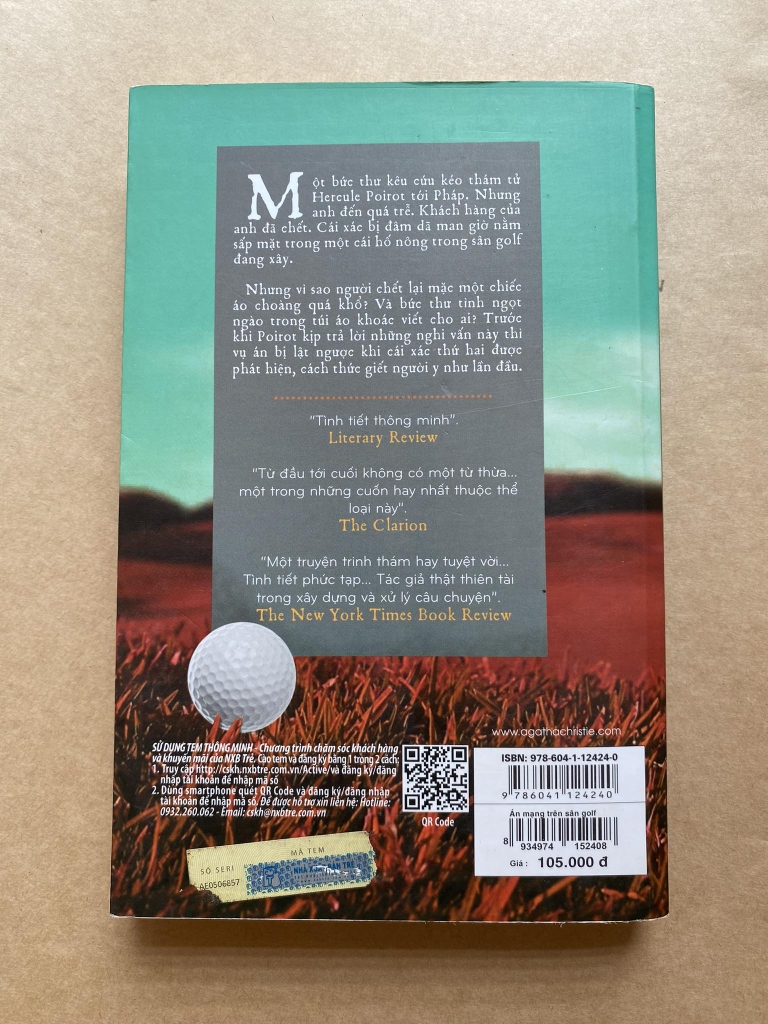 Một bức thư kêu cứu kéo thám tử
Hercule Poirot tới Pháp. Nhưng
anh đến quá trễ. Khách hàng của
anh đã chết. Cái xác bị đâm dã man giờ nằm
sấp mặt trong một cái hố nông trong sân golf
đang xây.
Nhưng vì sao người chết lại mặc một chiếc
áo choàng quá khổ? Và bức thư tình ngọt
ngào trong túi áo khoác viết cho ai? Trước
khi Poirot kịp trả lời những nghi vấn này thì
vụ án bị lật ngược khi cái xác thứ hai được
phát hiện, cách thức giết người y như lần đầu.
"Tình tiết thông minh".
Literary Review
"Từ đầu tới cuối không có một từ thừa...
một trong những cuốn hay nhất thuộc thể
loại này".
The Clarion
"Một truyện trinh thám hay tuyệt vời...
Tình tiết phức tạp... Tác giả thật thiên tài
trong xây dựng và xử lý câu chuyện".
The New York Times Book Review
www.agathachristie.com
SỬ DỤNG TEM THÔNG MINH - Chương trình chăm sóc khách hàng
và khuyến mãi của NXB Trẻ. Cào tem và đăng ký bằng 1 trong 2 cách:
1. Truy cập http://cskh.nxbtre.com.vn/Active/và đăng ký/đăng
nhập tài khoản để nhập mã số
2. Dùng smartphone quét QR Code và đăng ký/đăng nhập
tài khoản để nhập mã số. Để được hỗ trợ xin liên hệ: Hotline:
0932.260.062 - Email: cskh@nxbtre.com.vn
QR Code
ISBN: 978-604-1-12424-0
9 786041 124240
Án mạng trên sân golf
8 934974 152408
Giá : 105.000 đ
MÃ TEM
SỐ SERI
AE0506857
NHÀ XUẤT BẢN TRẺ